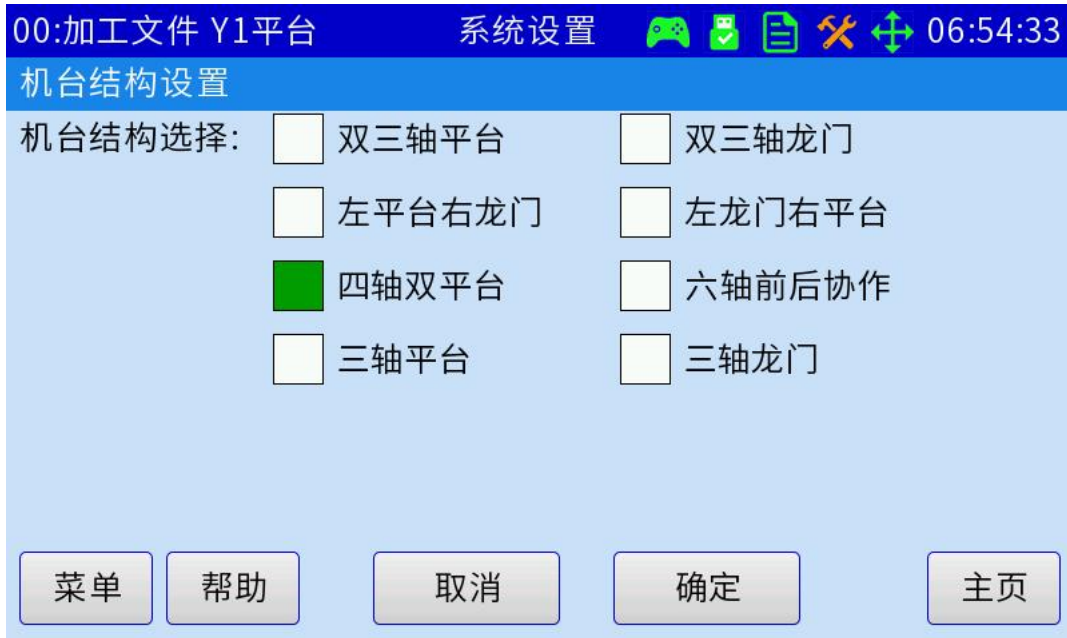 00:加工文件 Y1平台 系统设置 06:54:33
机台结构设置
机台结构选择: 双三轴平台 双三轴龙门
左平台右龙门 左龙门右平台
四轴双平台 六轴前后协作
三轴平台 三轴龙门
菜单 帮助 取消 确定 主页